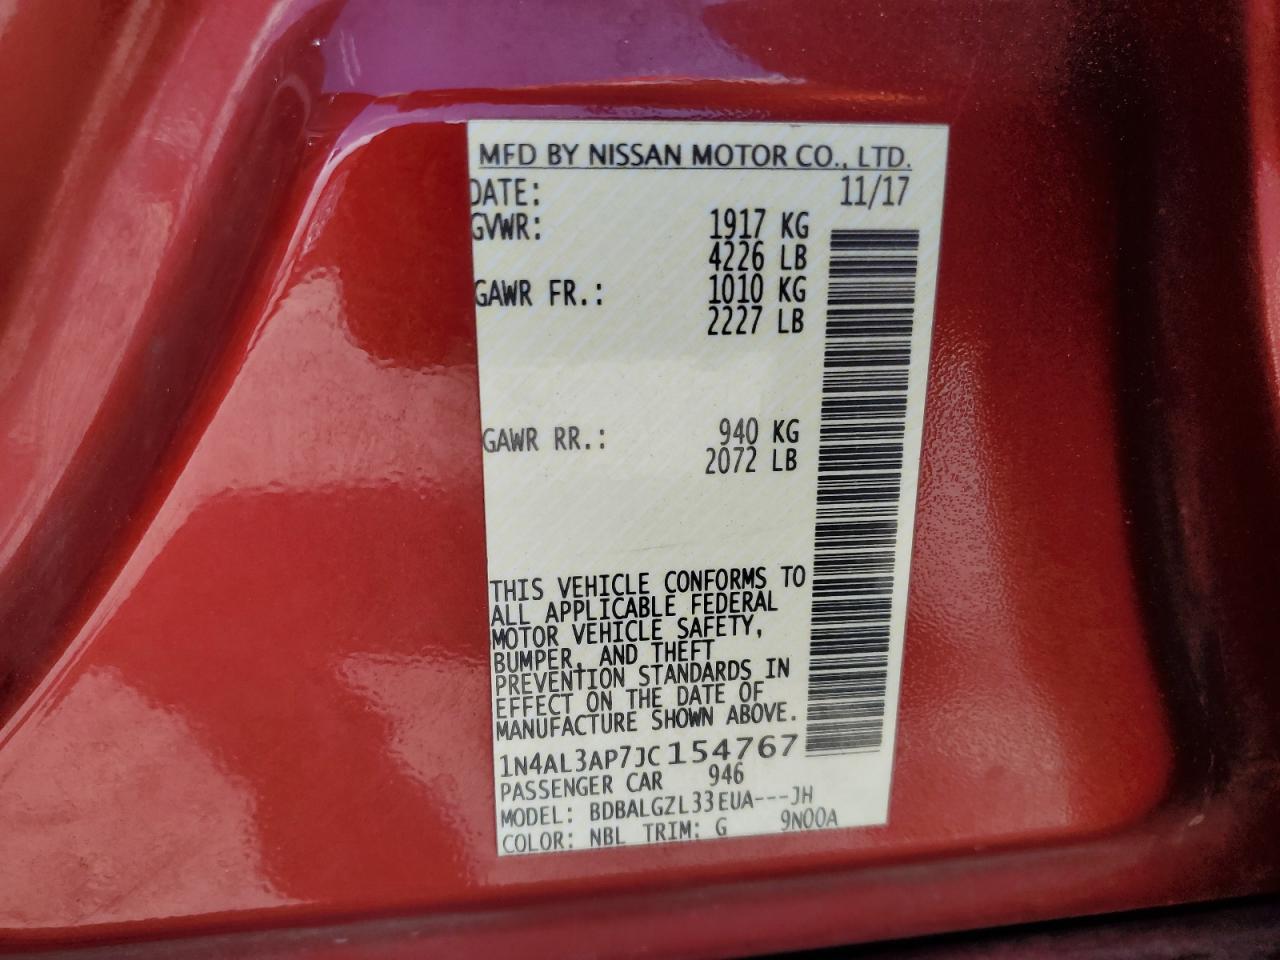 MFD BY NISSAN MOTOR CO., LTD.
DATE: 11/17
GVWR: 1917 KG
4226 LB
GAWR FR.: 1010 KG
2227 LB
GAWR RR.: 940 KG
2072 LB
THIS VEHICLE CONFORMS TO
ALL APPLICABLE FEDERAL
MOTOR VEHICLE SAFETY,
BUMPER, AND THEFT
PREVENTION STANDARDS IN
EFFECT ON THE DATE OF
MANUFACTURE SHOWN ABOVE.
1N4AL3AP7JC154767
PASSENGER CAR 946
MODEL: BDBALGZL33EUA---JH
COLOR: NBL TRIM: G 9N00A